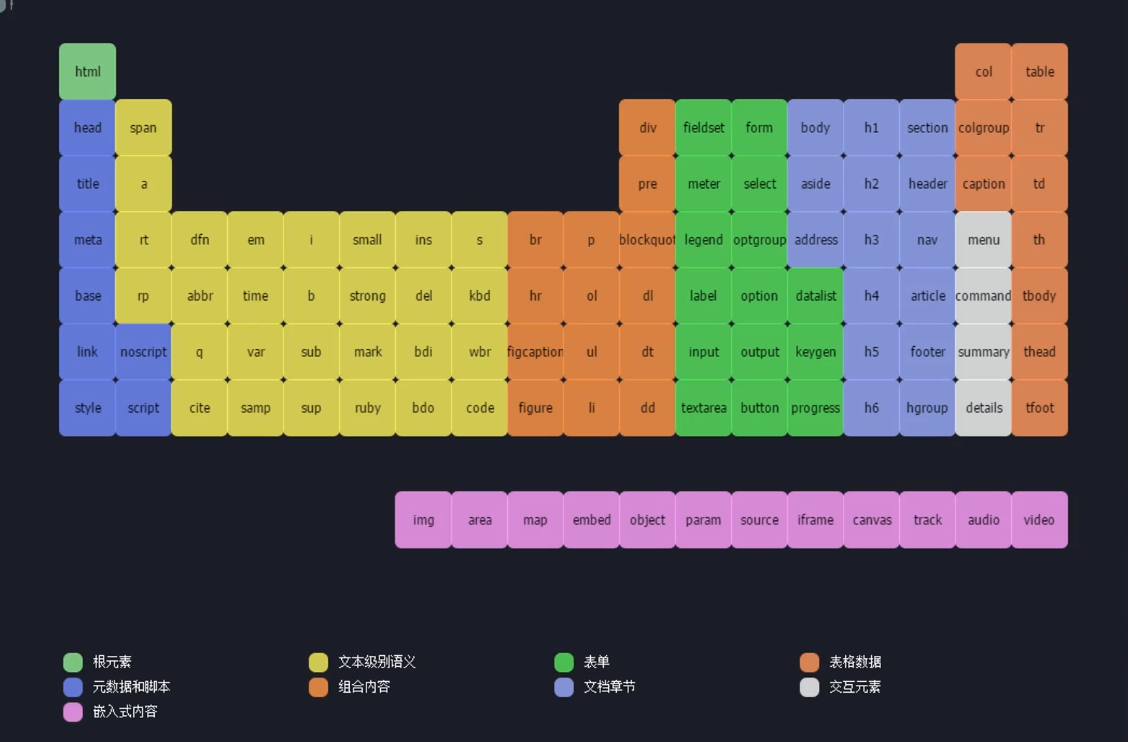 html col table
head span div fieldset form body h1 section colgroup tr
title a pre meter select aside h2 header caption td
meta rt dfn em i small ins s br p blockquot legend optgroup address h3 nav menu th
base rp abbr time b strong del kbd hr ol dl label option datalist h4 article command tbody
link noscript q var sub mark bdi wbr figcaption ul dt input output keygen h5 footer summary thead
style script cite samp sup ruby bdo code figure li dd textarea button progress h6 hgroup details tfoot
img area map embed object param source iframe canvas track audio video
根元素 文本级别语义 表单 表格数据
元数据和脚本 组合内容 文档章节 交互元素
嵌入式内容